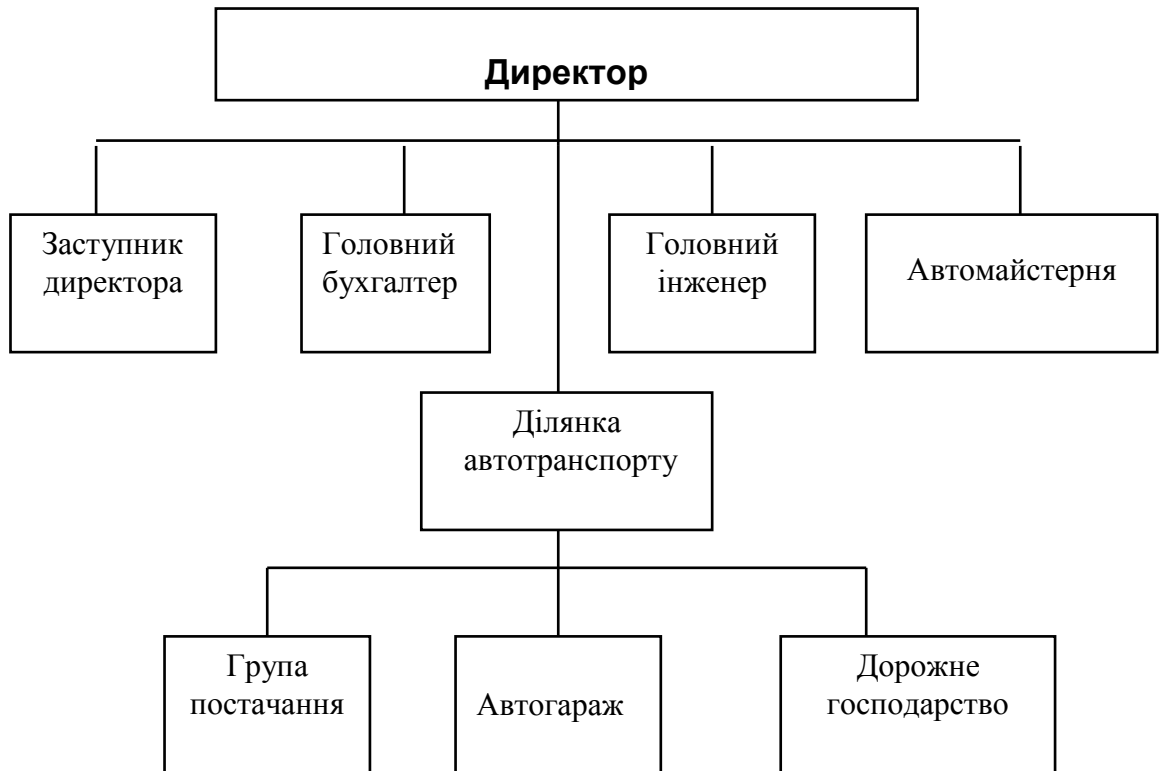 Директор
Заступник
директора
Головний
бухгалтер
Головний
інженер
Автомайстерня
Ділянка
автотранспорту
Група
постачання
Автогараж
Дорожне
господарство